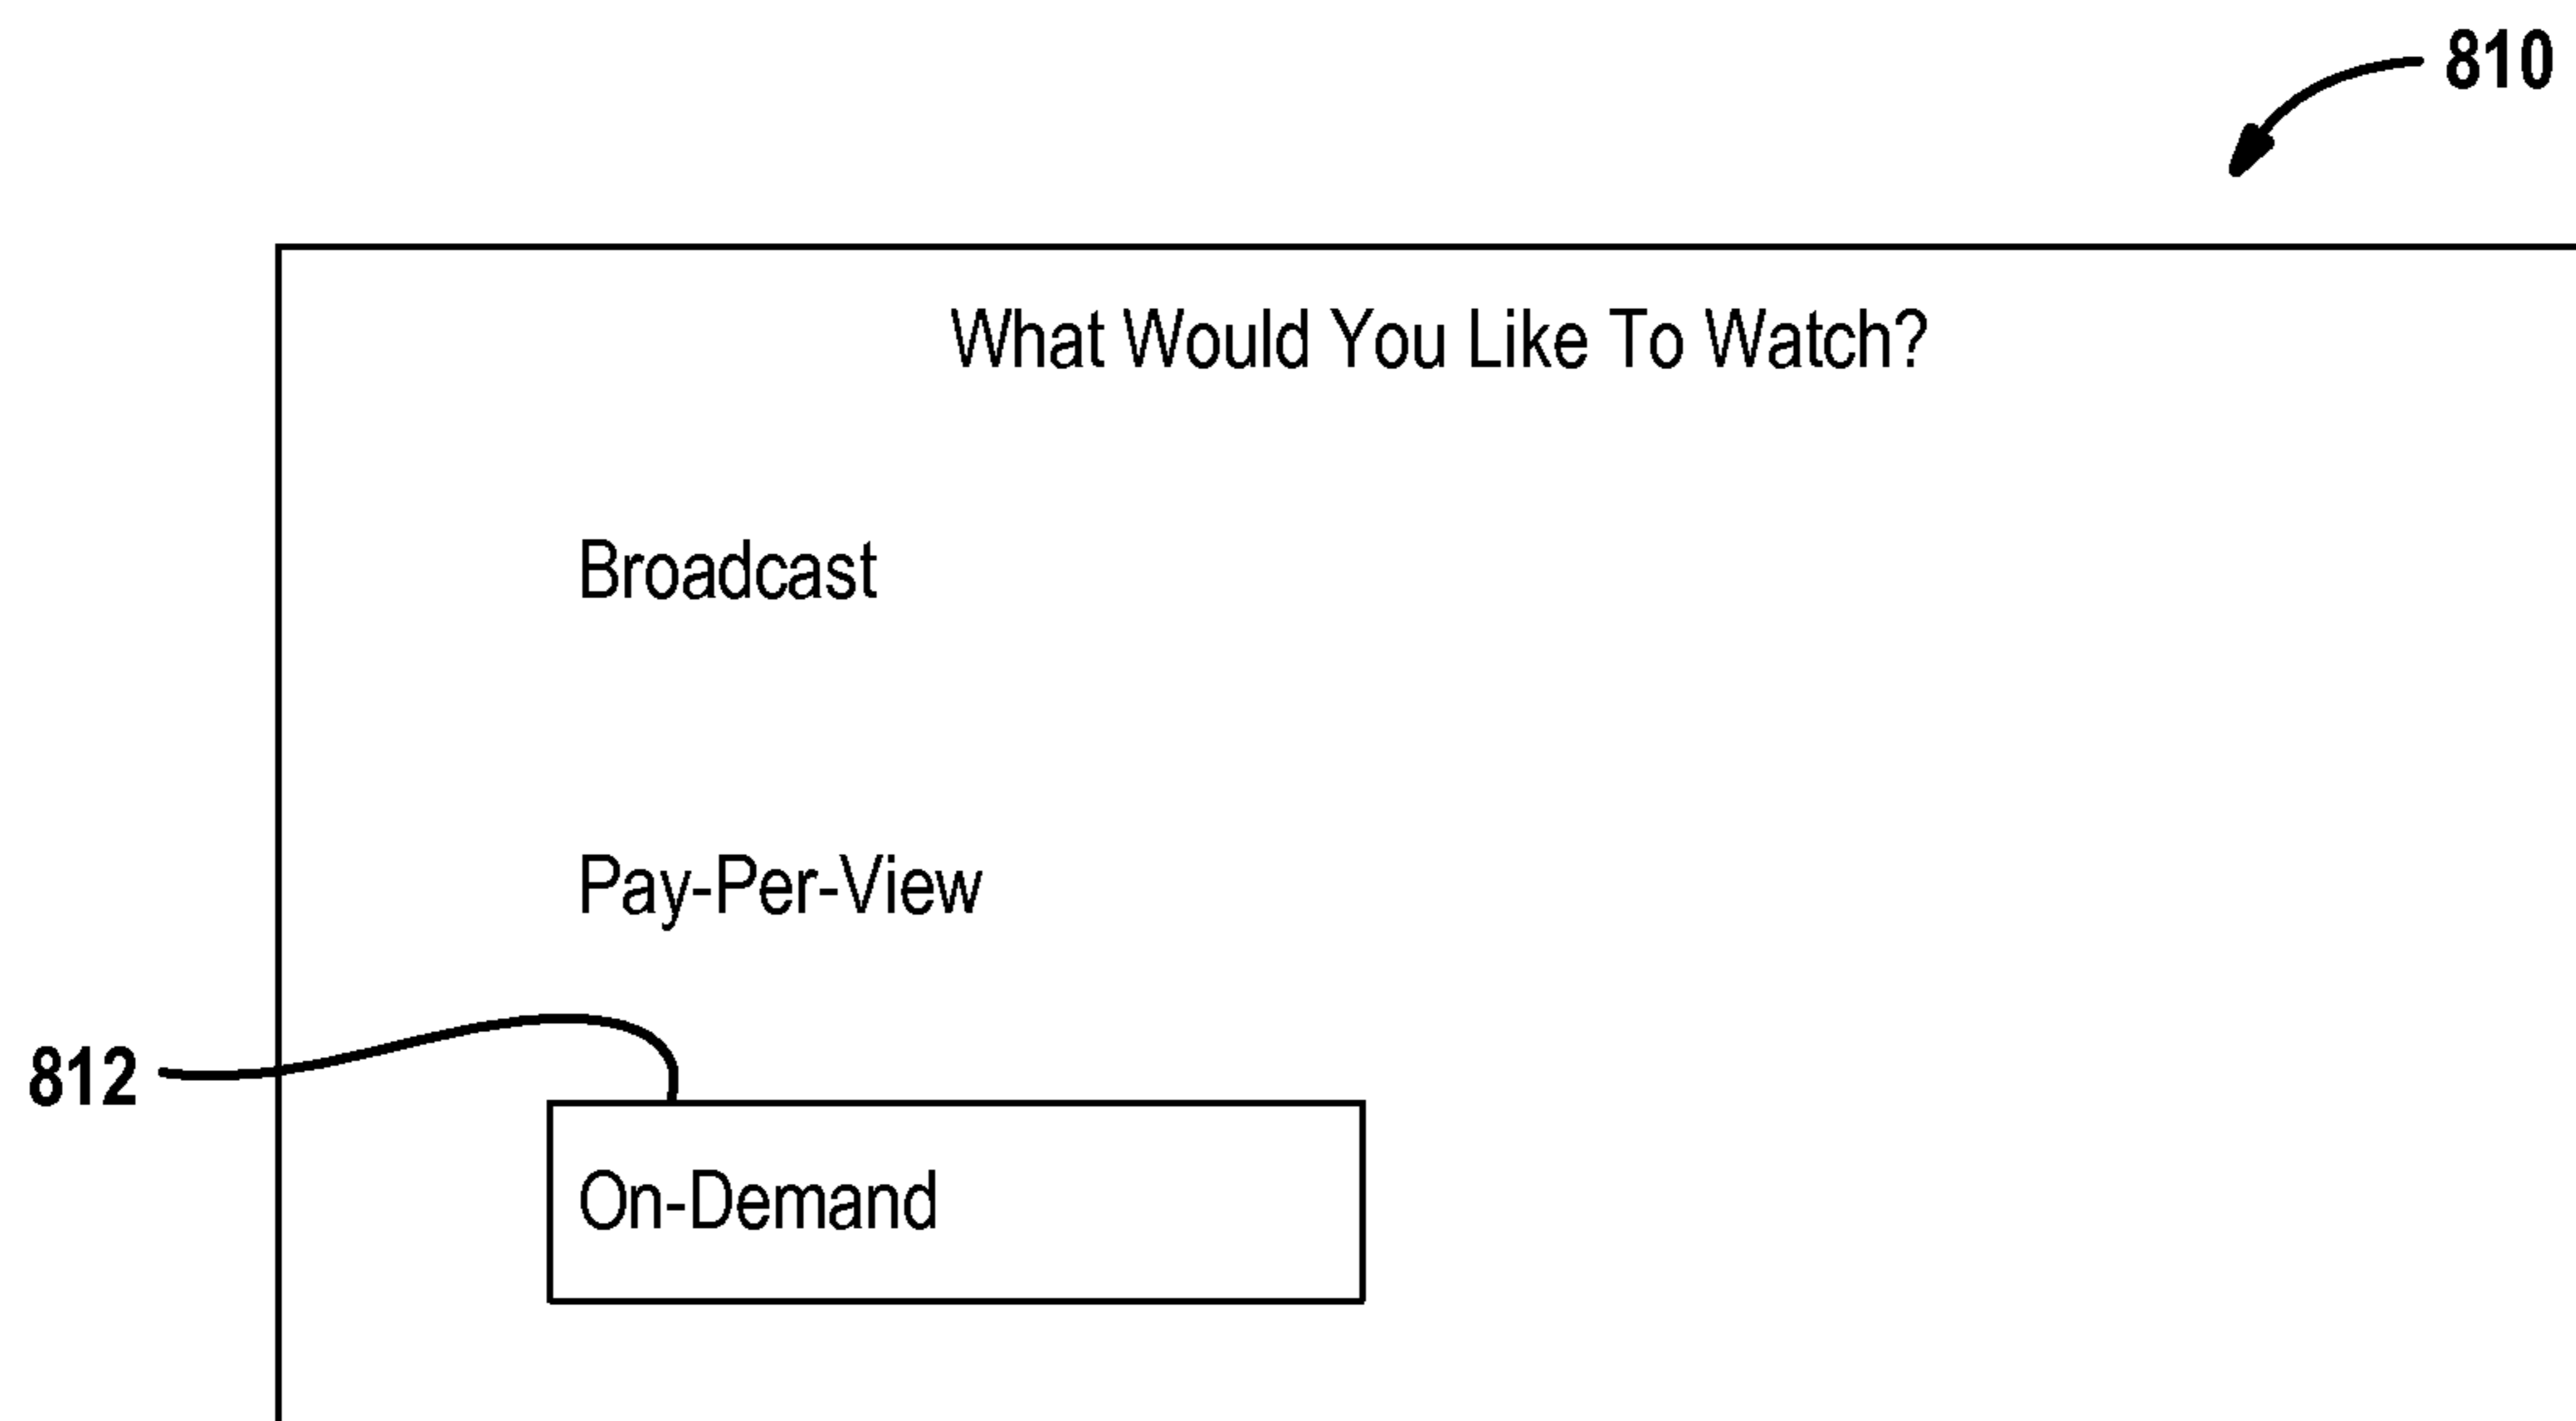 810
What Would You Like To Watch?
Broadcast
Pay-Per-View
812
On-Demand